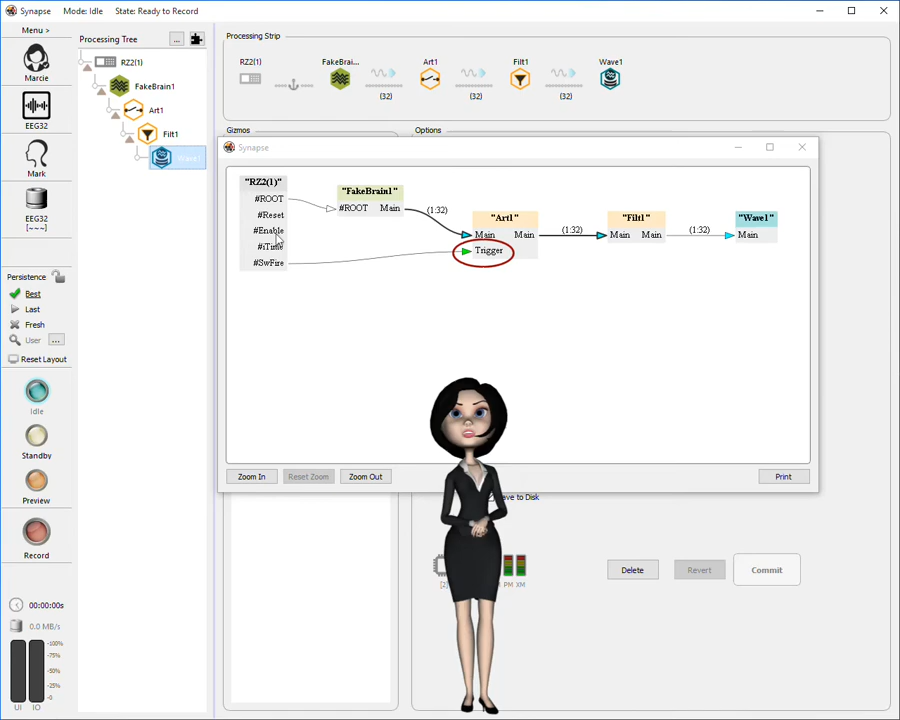 Synapse Mode: Idle State: Ready to Record
Menu >
Marcie
EEG32
Mark
EEG32
[~~~]
Persistence
Best
Last
Fresh
User ...
Reset Layout
Idle
Standby
Preview
Record
00:00:00s
0.0 MB/s
-100%
-75%
-50%
-25%
-0
UI IO
Processing Tree ...
RZ2(1)
FakeBrain1
Art1
Filt1
Wave1
Processing Strip
RZ2(1) FakeBrai... Art1 Filt1 Wave1
(32) (32) (32)
Gizmos Options
Synapse
"RZ2(1)"
#ROOT
#Reset
#Enable
#iTime
#SwFire
"FakeBrain1"
#ROOT Main
(1:32)
"Art1"
Main Main
Trigger
(1:32)
"Filt1"
Main Main
(1:32)
"Wave1"
Main
Zoom In Reset Zoom Zoom Out Print
ave to Disk
PM XM
Delete Revert Commit